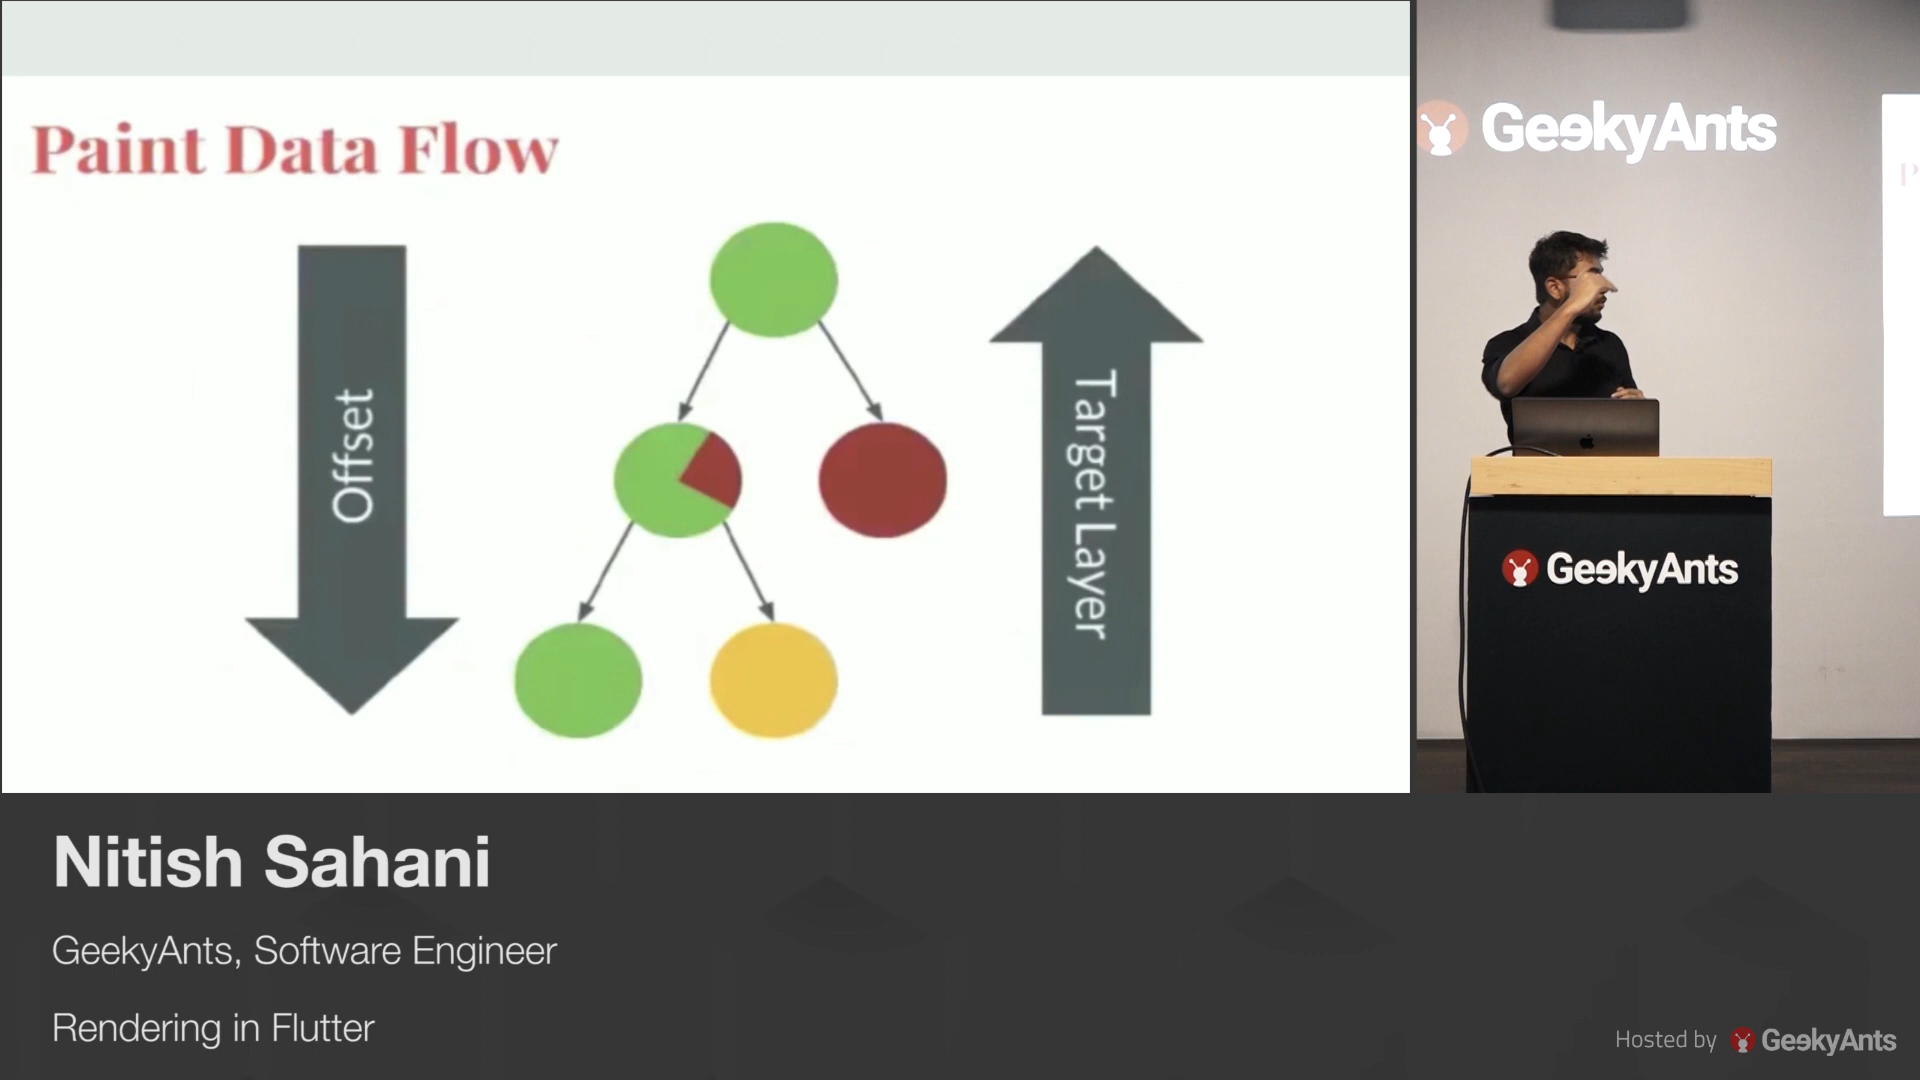 Paint Data Flow
Offset
Target Layer
GeekyAnts
P
GeekyAnts
Nitish Sahani
GeekyAnts, Software Engineer
Rendering in Flutter
Hosted by GeekyAnts